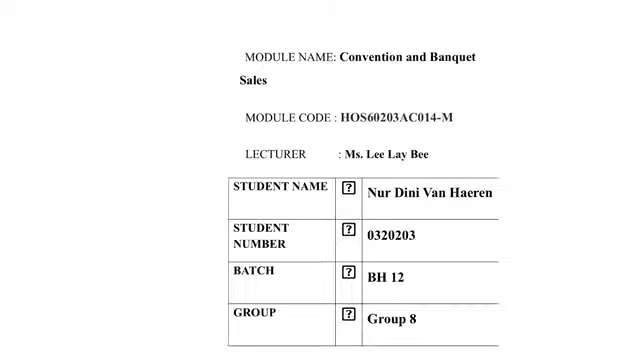 MODULE NAME: Convention and Banquet
Sales
MODULE CODE : HOS60203AC014-M
LECTURER : Ms. Lee Lay Bee
STUDENT NAME ? Nur Dini Van Haeren
STUDENT
NUMBER ? 0320203
BATCH ? BH 12
GROUP ? Group 8